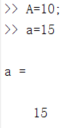 >> A=10;
>> a=15
a =
15